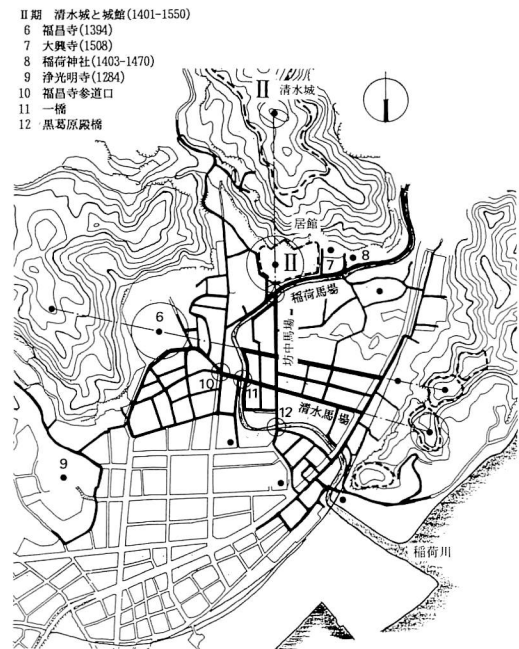 Ⅱ期 清水城と城館(1401-1550)
6 福昌寺(1394)
7 大興寺(1508)
8 稲荷神社(1403-1470)
9 浄光明寺(1284)
10 福昌寺参道口
11 一橋
12 黒葛原殿橋
Ⅱ
清水城
居館
Ⅱ
7
8
稲荷馬場
6
坊中馬場
10
11
清水馬場
12
9
稲荷川